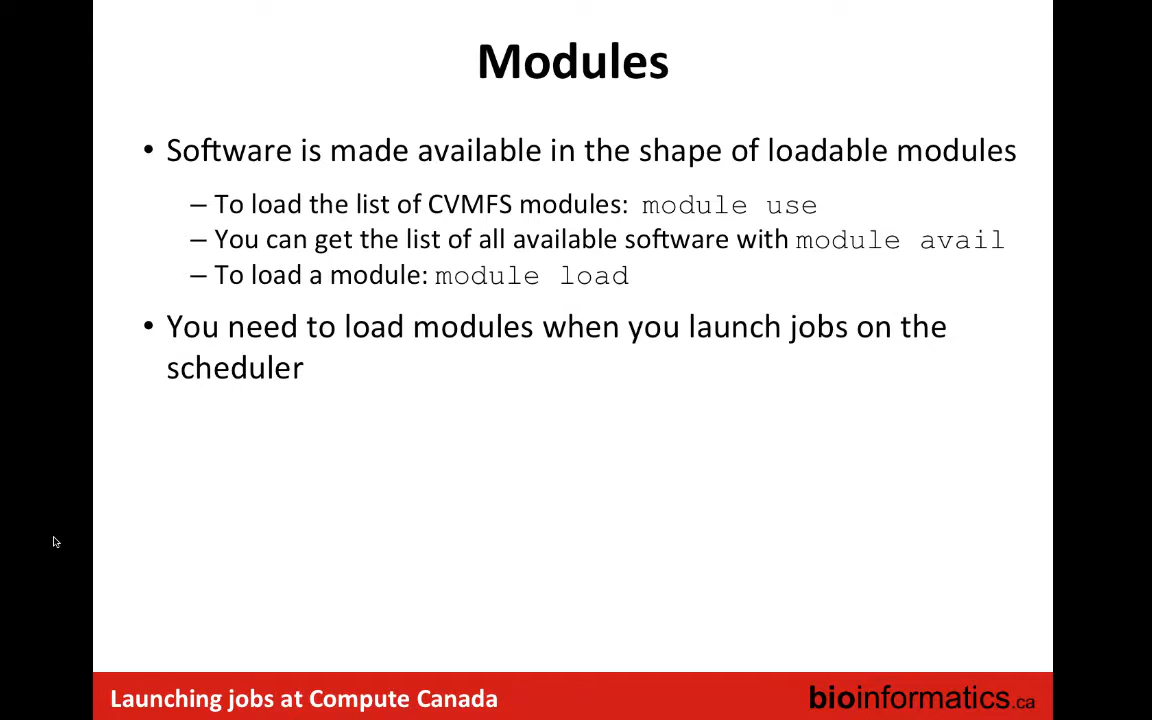 Modules
• Software is made available in the shape of loadable modules
– To load the list of CVMFS modules: module use
– You can get the list of all available software with module avail
– To load a module: module load
• You need to load modules when you launch jobs on the
scheduler
Launching jobs at Compute Canada
bioinformatics.ca